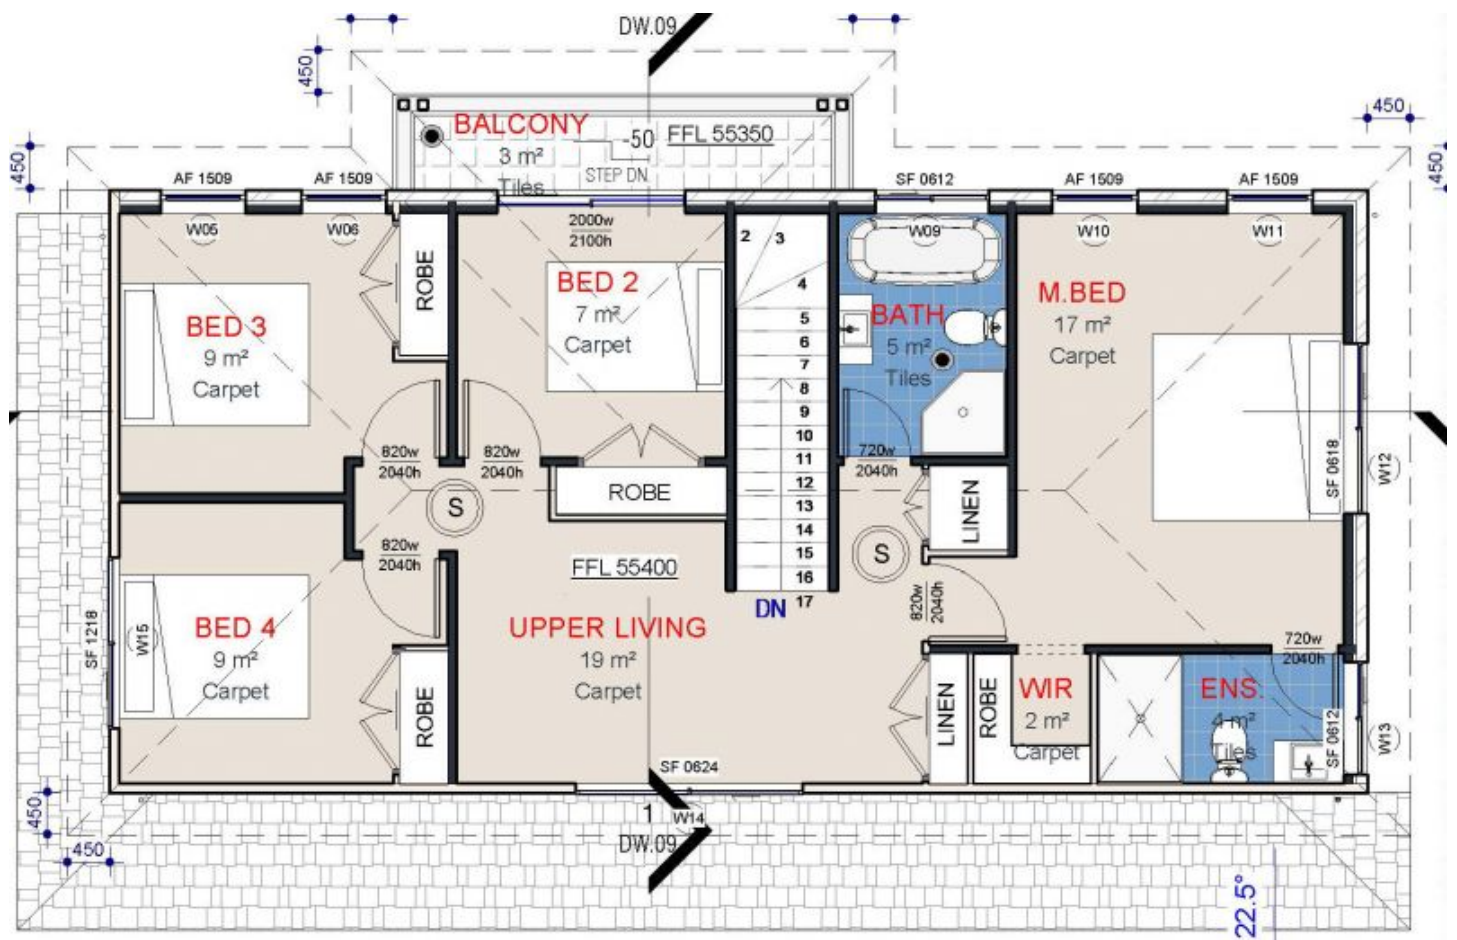 DW.09
450
450
450
450
BALCONY
3 m²
Tiles
-50
FFL 55350
STEP DN
AF 1509
AF 1509
SF 0612
AF 1509
AF 1509
W05
W06
2000w
2100h
W09
W10
W11
ROBE
BED 3
9 m²
Carpet
BED 2
7 m²
Carpet
2
3
4
5
6
7
8
9
10
11
12
13
14
15
16
17
DN
BATH
5 m²
Tiles
M.BED
17 m²
Carpet
820w
2040h
820w
2040h
720w
2040h
ROBE
S
LINEN
SF 0618
W12
820w
2040h
FFL 55400
S
820w
2040h
SF 1218
W15
BED 4
9 m²
Carpet
UPPER LIVING
19 m²
Carpet
720w
2040h
ROBE
LINEN
ROBE
WIR
2 m²
Carpet
ENS.
4 m²
Tiles
SF 0612
W13
SF 0624
450
1
W14
DW.09
450
22.5°